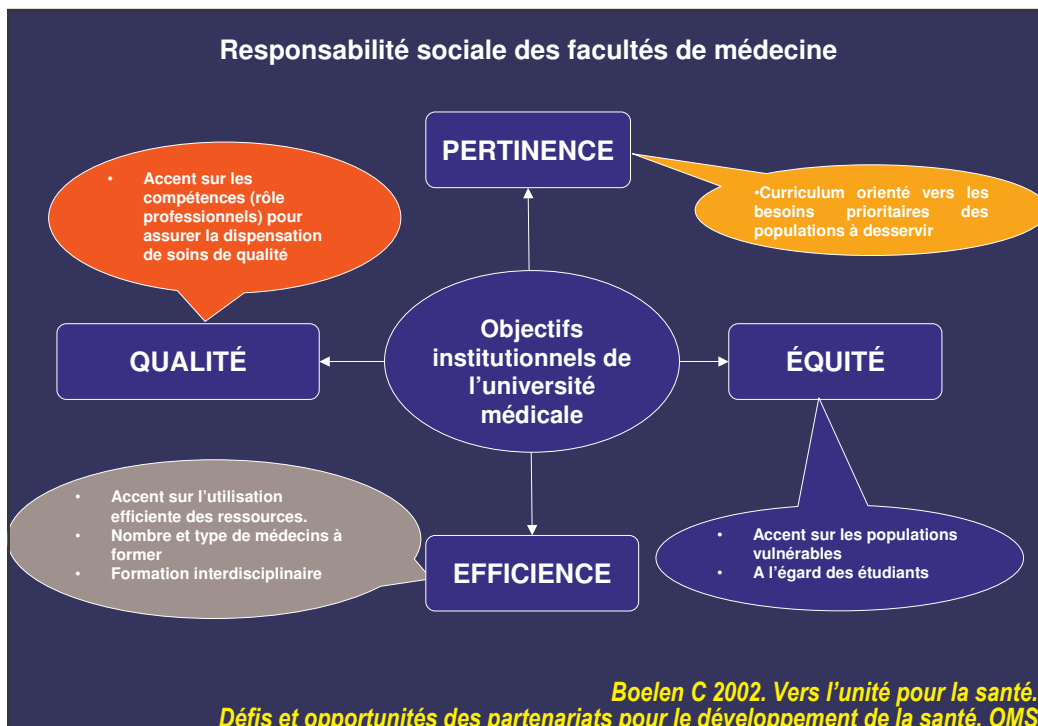 Responsabilité sociale des facultés de médecine
PERTINENCE
• Accent sur les
compétences (rôle
professionnels) pour
assurer la dispensation
de soins de qualité
•Curriculum orienté vers les
besoins prioritaires des
populations à desservir
QUALITÉ
Objectifs
institutionnels de
l'université
médicale
ÉQUITÉ
• Accent sur l'utilisation
efficiente des ressources.
• Nombre et type de médecins à
former
• Formation interdisciplinaire
EFFICIENCE
• Accent sur les populations
vulnérables
• A l'égard des étudiants
Boelen C 2002. Vers l'unité pour la santé.
Défis et opportunités des partenariats pour le développement de la santé. OMS